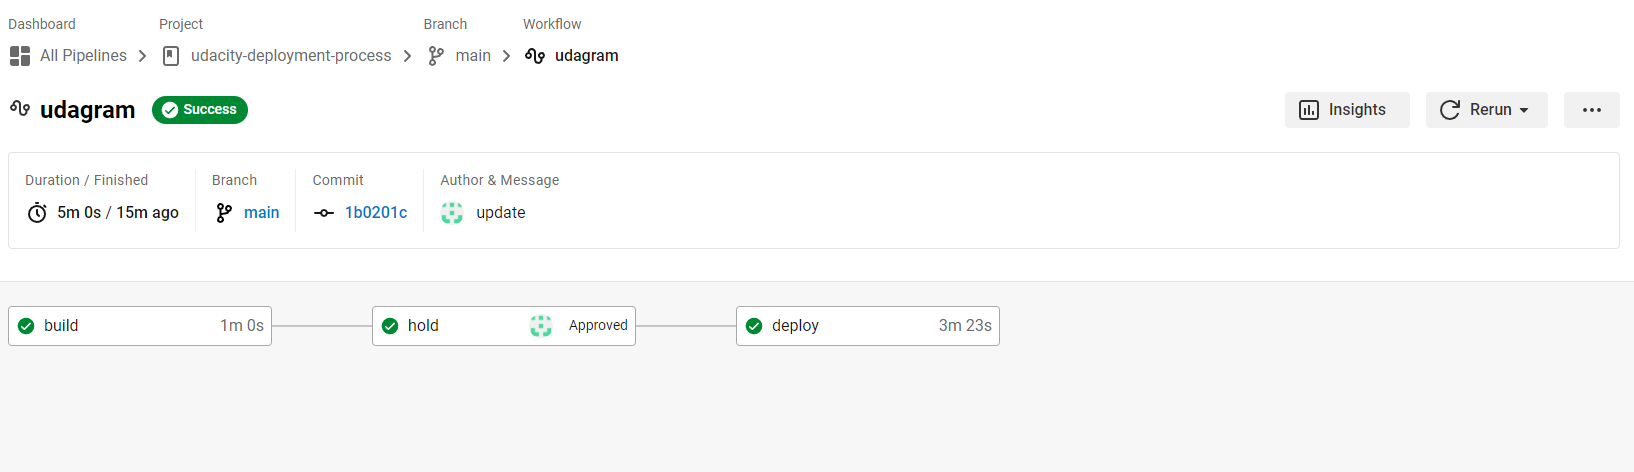 Dashboard Project Branch Workflow
All Pipelines udacity-deployment-process main udagram
udagram Success Insights Rerun
Duration / Finished Branch Commit Author & Message
5m 0s / 15m ago main 1b0201c update
build 1m 0s hold Approved deploy 3m 23s